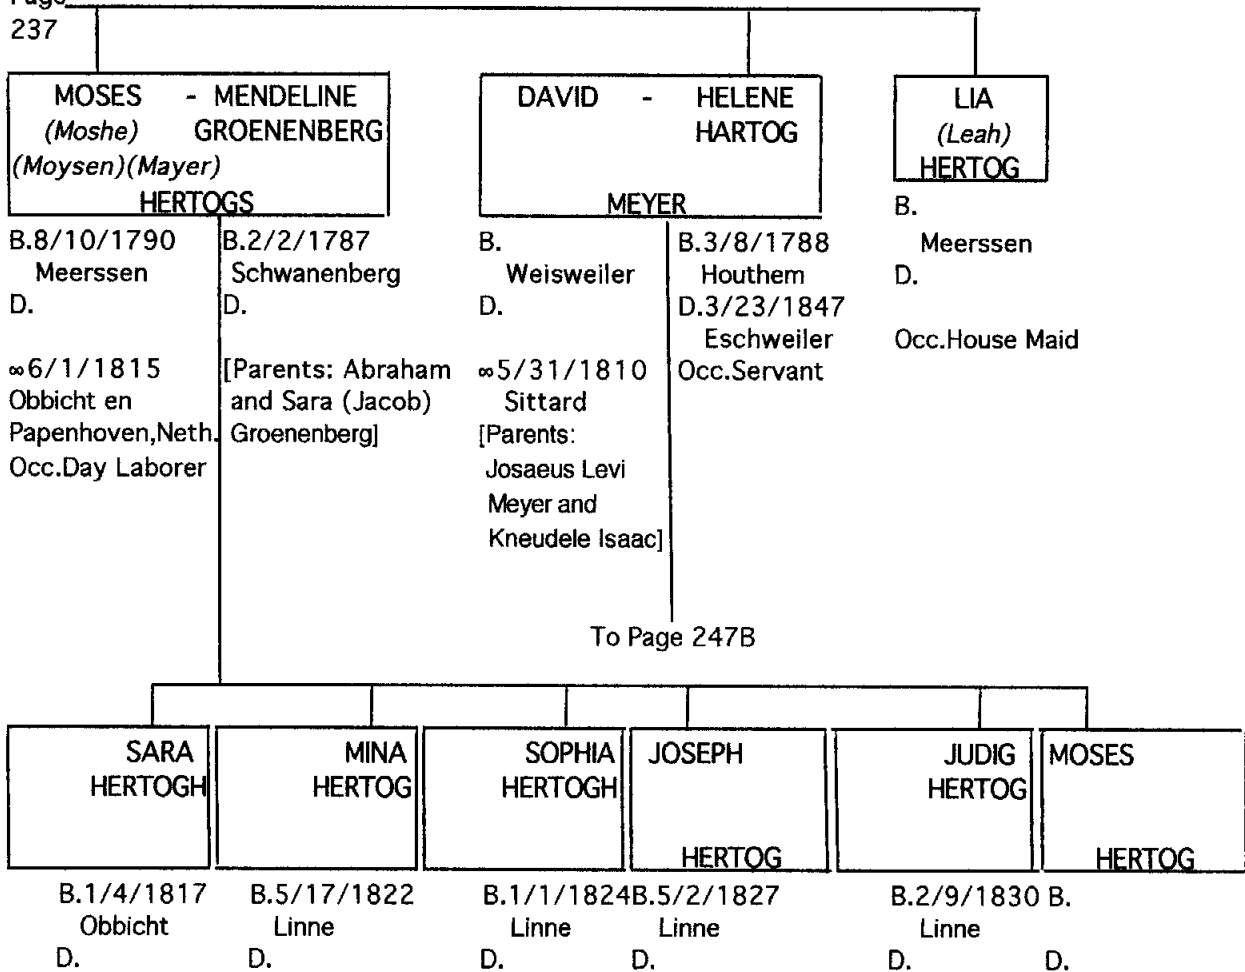 Page
237
MOSES - MENDELINE
(Moshe) GROENENBERG
(Moysen)(Mayer)
HERTOGS
B.8/10/1790 B.2/2/1787
Meerssen Schwanenberg
D. D.
∞6/1/1815 [Parents: Abraham
Obbicht en and Sara (Jacob)
Papenhoven,Neth. Groenenberg]
Occ.Day Laborer
DAVID - HELENE
HARTOG
MEYER
B. B.3/8/1788
Weisweiler Houthem
D. D.3/23/1847
Eschweiler
∞5/31/1810 Occ.Servant
Sittard
[Parents:
Josaeus Levi
Meyer and
Kneudele Isaac]
To Page 247B
LIA
(Leah)
HERTOG
B.
Meerssen
D.
Occ.House Maid
SARA
HERTOGH
B.1/4/1817
Obbicht
D.
MINA
HERTOG
B.5/17/1822
Linne
D.
SOPHIA
HERTOGH
B.1/1/1824
Linne
D.
JOSEPH
HERTOG
B.5/2/1827
Linne
D.
JUDIG
HERTOG
B.2/9/1830
Linne
D.
MOSES
HERTOG
B.
D.